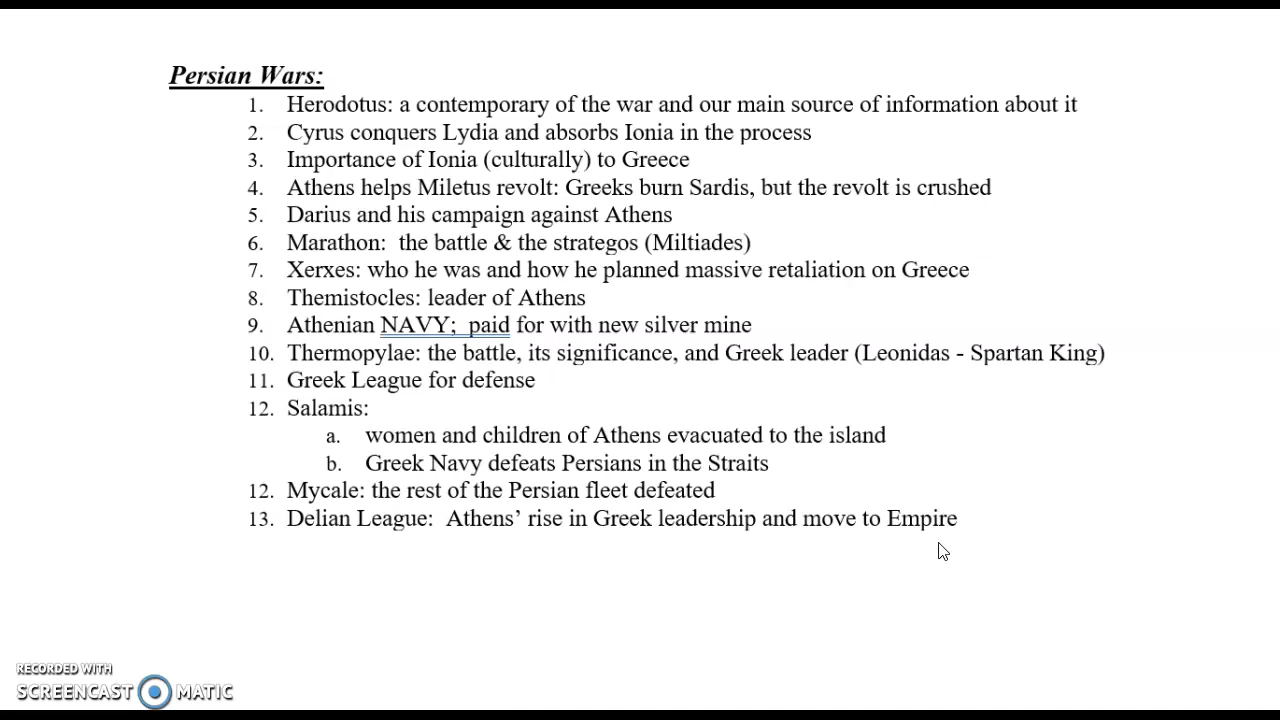 Persian Wars:
1. Herodotus: a contemporary of the war and our main source of information about it
2. Cyrus conquers Lydia and absorbs Ionia in the process
3. Importance of Ionia (culturally) to Greece
4. Athens helps Miletus revolt: Greeks burn Sardis, but the revolt is crushed
5. Darius and his campaign against Athens
6. Marathon:  the battle & the strategos (Miltiades)
7. Xerxes: who he was and how he planned massive retaliation on Greece
8. Themistocles: leader of Athens
9. Athenian NAVY;  paid for with new silver mine
10. Thermopylae: the battle, its significance, and Greek leader (Leonidas - Spartan King)
11. Greek League for defense
12. Salamis:
a. women and children of Athens evacuated to the island
b. Greek Navy defeats Persians in the Straits
12. Mycale: the rest of the Persian fleet defeated
13. Delian League:  Athens’ rise in Greek leadership and move to Empire
RECORDED WITH
SCREENCAST MATIC